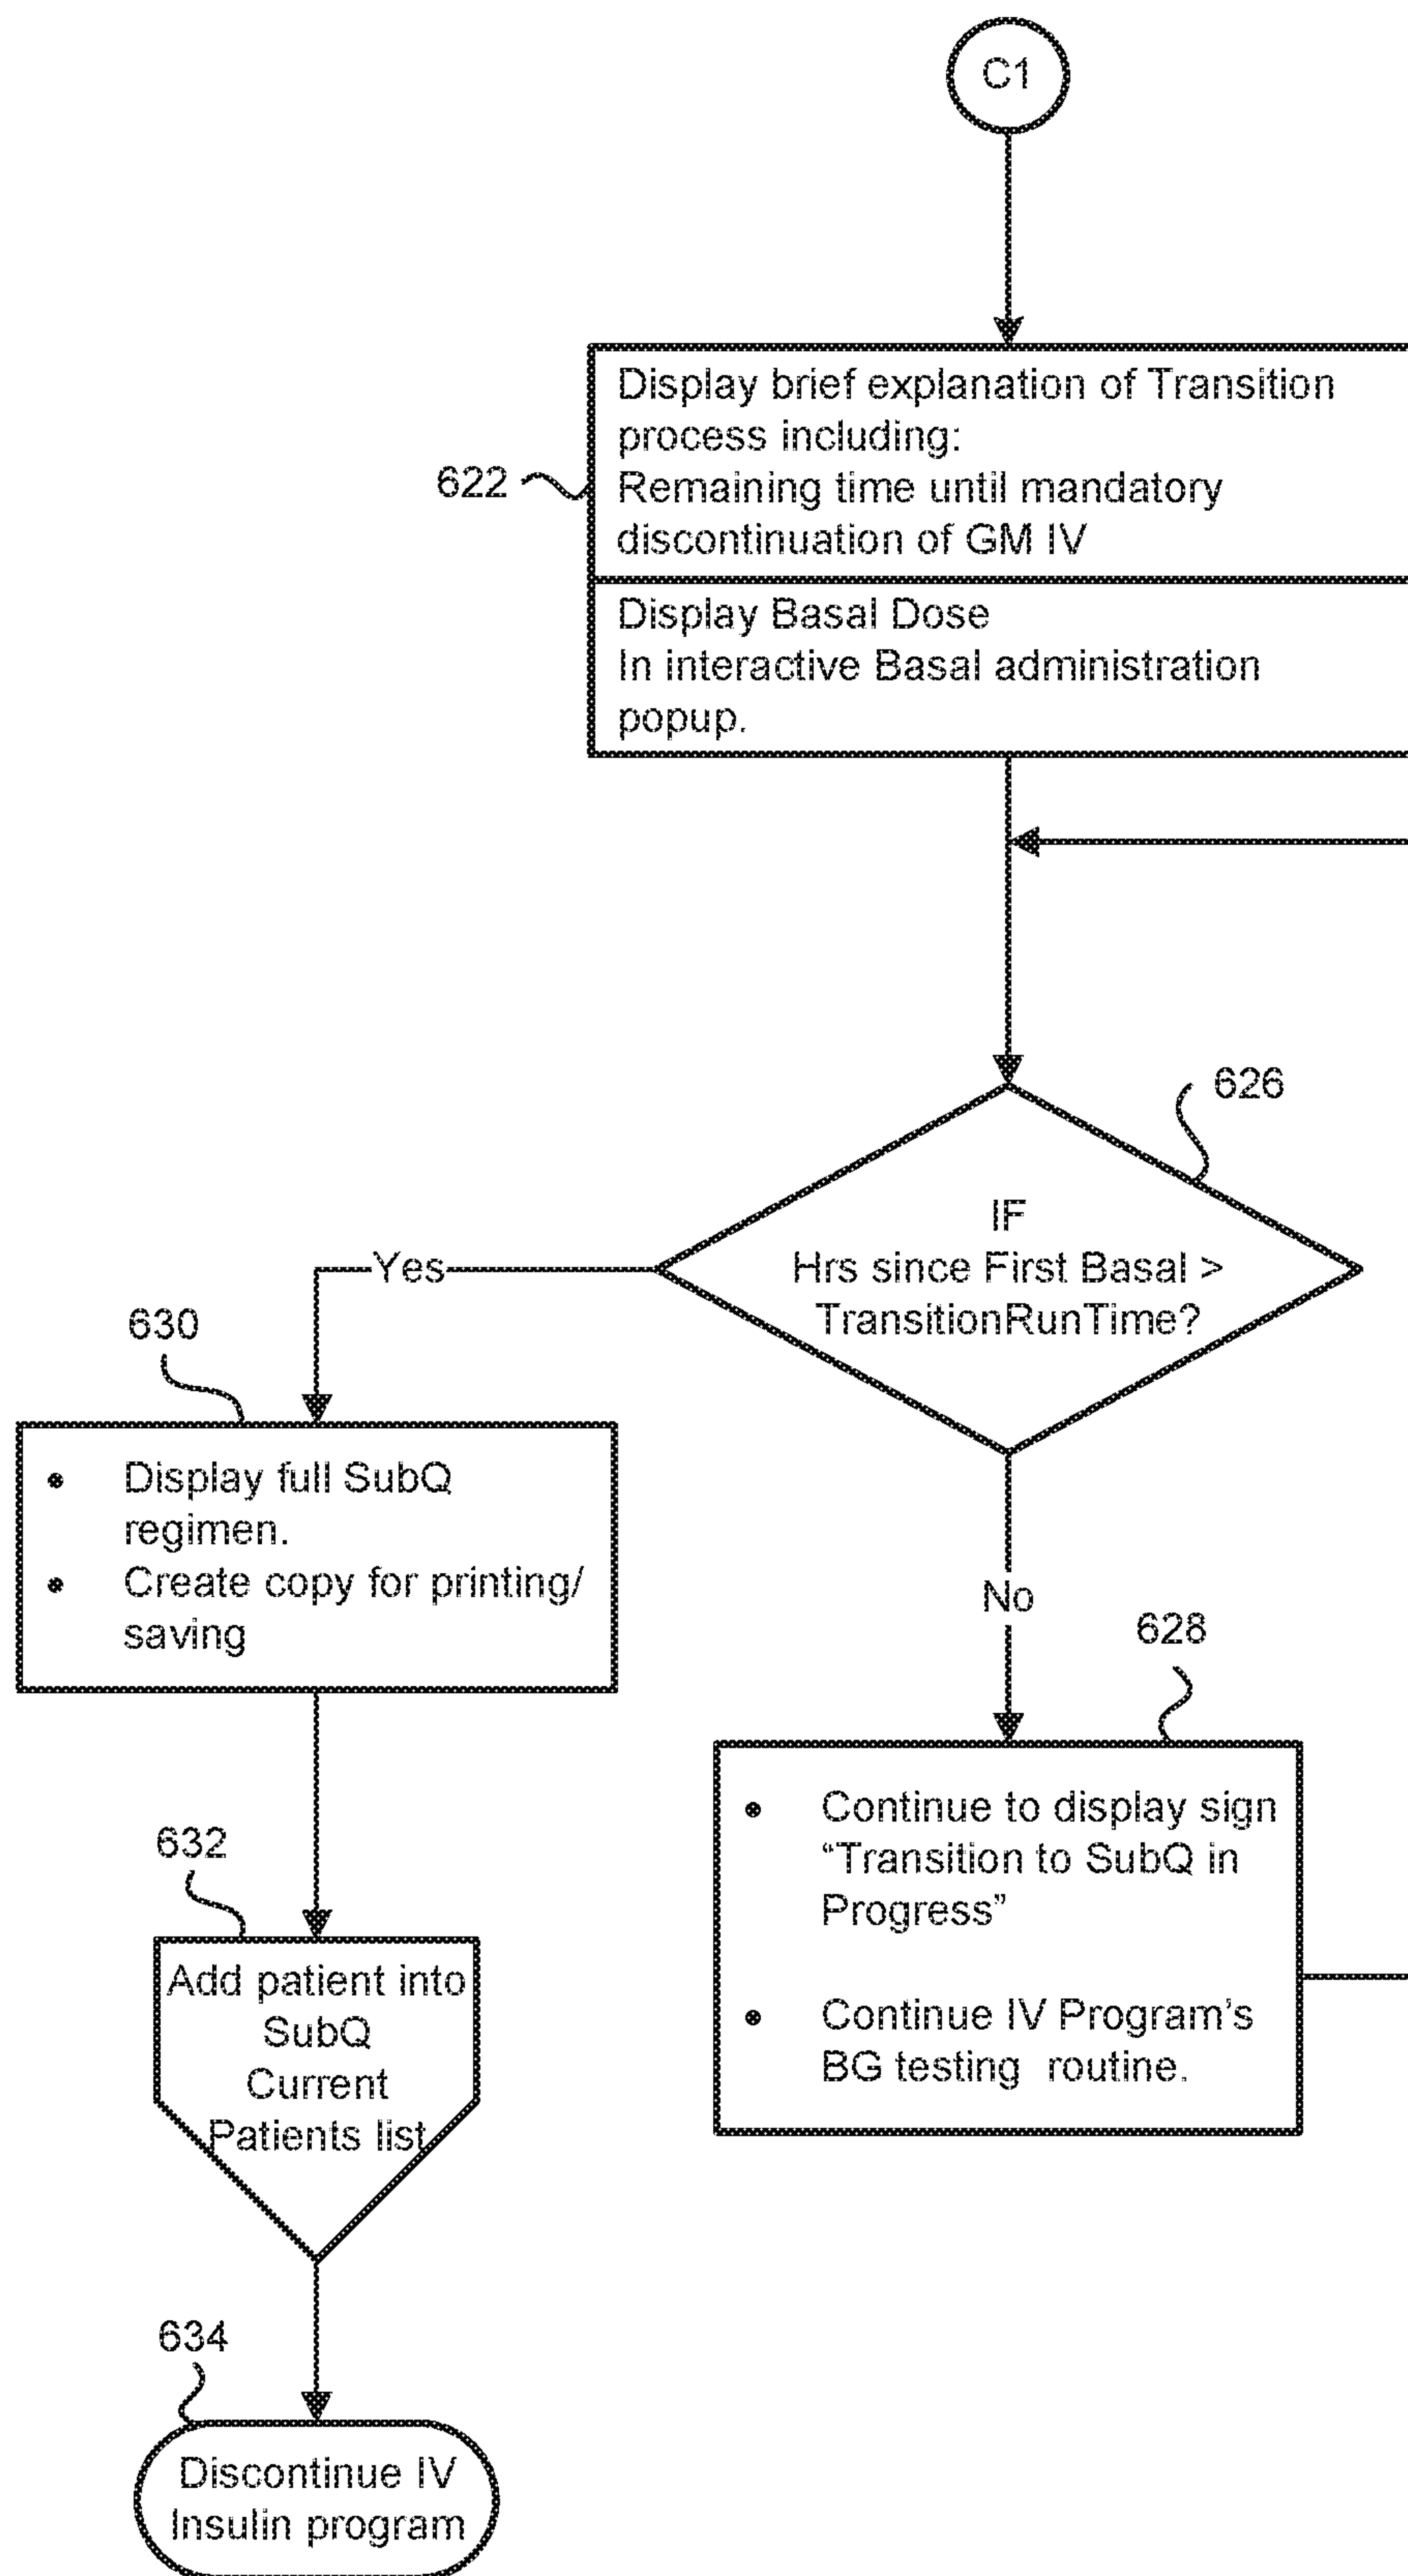 C1
Display brief explanation of Transition
process including:
Remaining time until mandatory
discontinuation of GM IV
622
Display Basal Dose
In interactive Basal administration
popup.
626
IF
Hrs since First Basal >
TransitionRunTime?
Yes
630
• Display full SubQ
regimen.
• Create copy for printing/
saving
No
628
• Continue to display sign
“Transition to SubQ in
Progress”
• Continue IV Program’s
BG testing routine.
632
Add patient into
SubQ
Current
Patients list
634
Discontinue IV
Insulin program